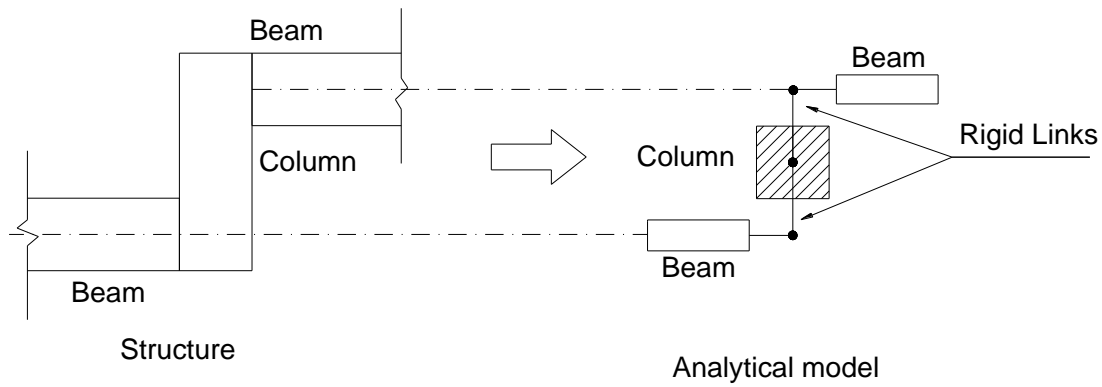 Beam
Beam
Column
Column
Rigid Links
Beam
Beam
Structure
Analytical model